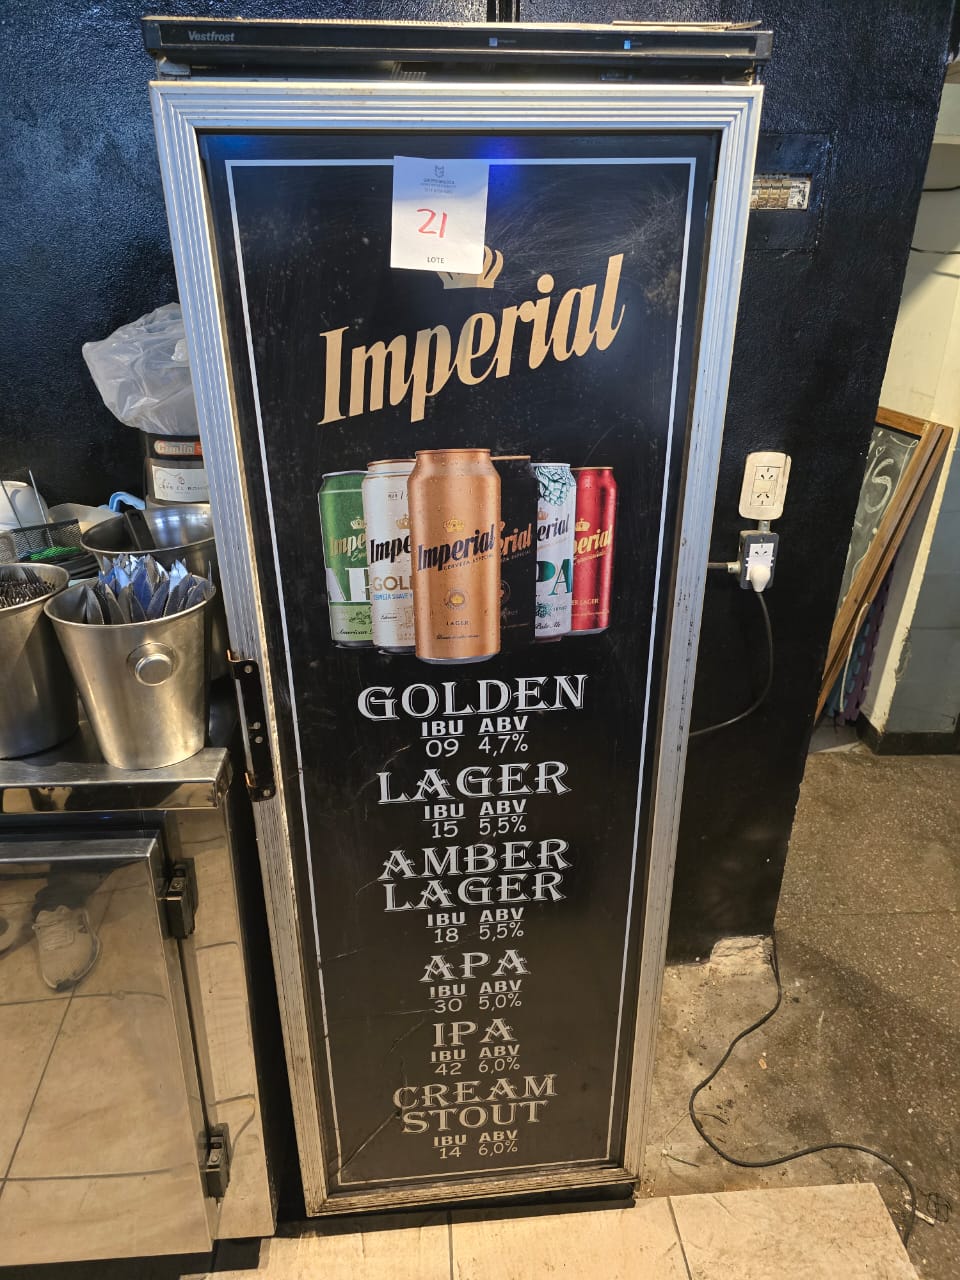 Vestfrost
21
LOTE
Imperial
Imperial
GOLDEN
IBU ABV
09 4,7%
LAGER
IBU ABV
15 5,5%
AMBER
LAGER
IBU ABV
18 5,5%
APA
IBU ABV
30 5,0%
IPA
IBU ABV
42 6,0%
CREAM
STOUT
IBU ABV
14 6,0%